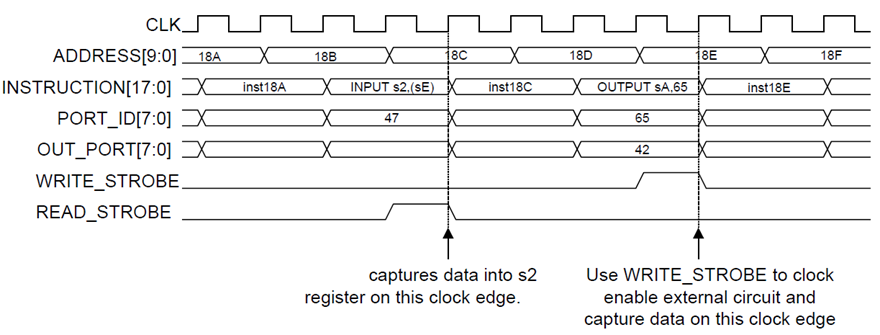 CLK
ADDRESS[9:0] 18A 18B 18C 18D 18E 18F
INSTRUCTION[17:0] inst18A INPUT s2,(sE) inst18C OUTPUT sA,65 inst18E
PORT_ID[7:0] 47 65
OUT_PORT[7:0] 42
WRITE_STROBE
READ_STROBE
captures data into s2
register on this clock edge.
Use WRITE_STROBE to clock
enable external circuit and
capture data on this clock edge